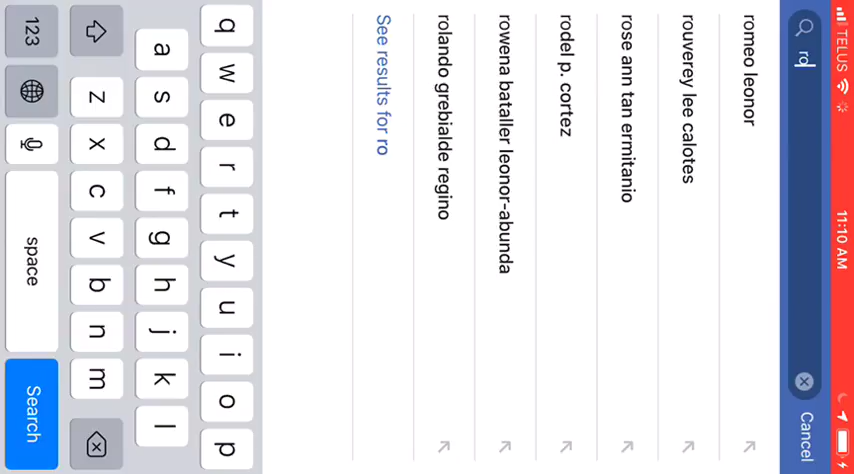 TELUS 11:10 AM
ro Cancel
romeo leonor
rouverey lee calotes
rose ann tan ermitanio
rodel p. cortez
rowena bataller leonor-abunda
rolando grebialde regino
See results for ro
q w e r t y u i o p
a s d f g h j k l
z x c v b n m
123 space Search